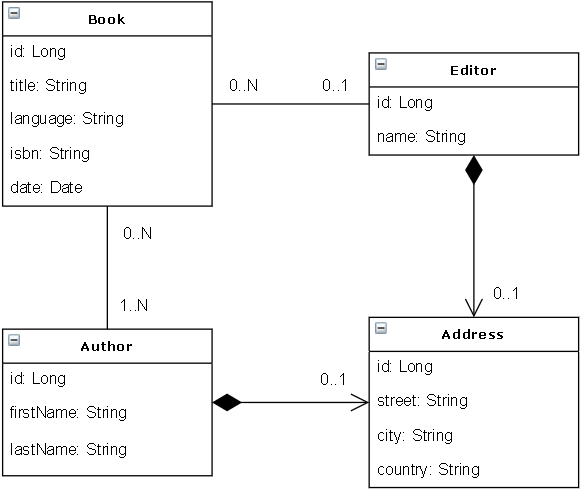 Book
id: Long
title: String
language: String
isbn: String
date: Date
0..N
0..1
Editor
id: Long
name: String
0..N
1..N
0..1
Author
id: Long
firstName: String
lastName: String
0..1
Address
id: Long
street: String
city: String
country: String